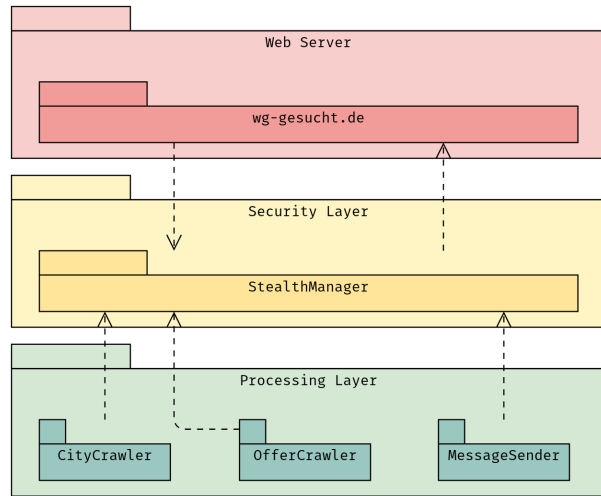 Web Server
wg-gesucht.de
Security Layer
StealthManager
Processing Layer
CityCrawler
OfferCrawler
MessageSender